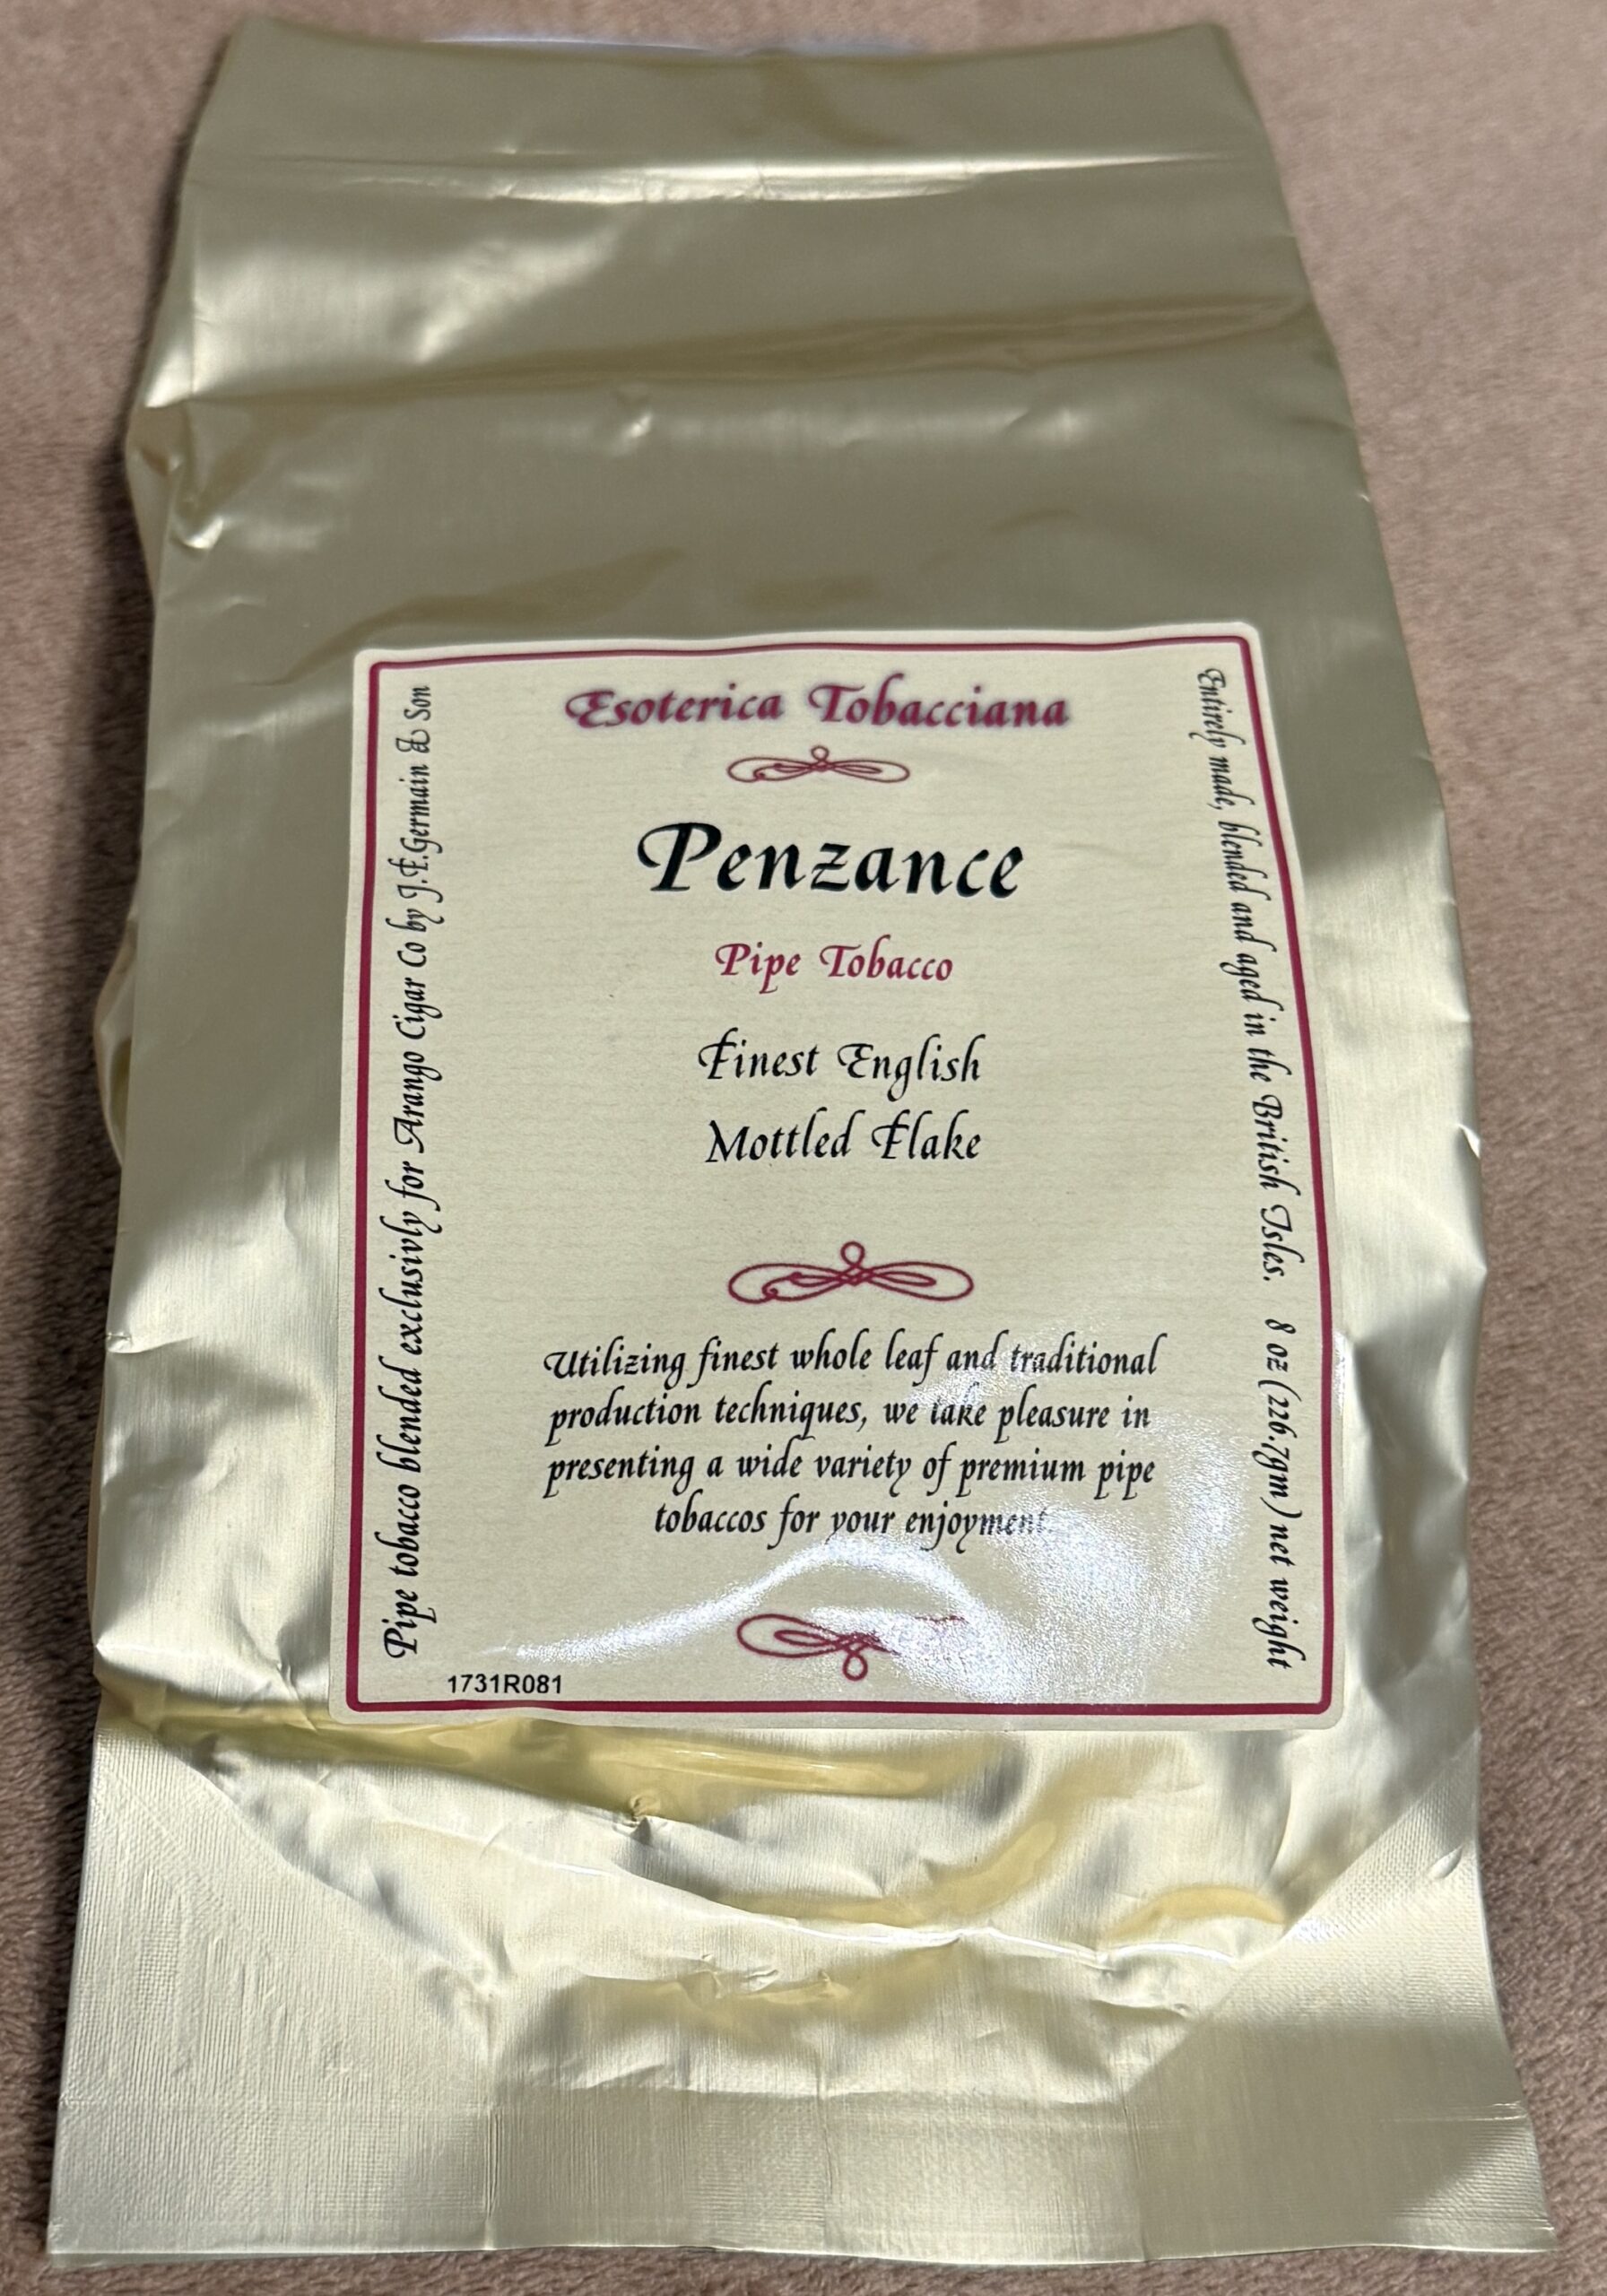 Esoterica Tobacciana
Penzance
Pipe Tobacco
Finest English
Mottled Flake
Utilizing finest whole leaf and traditional
production techniques, we take pleasure in
presenting a wide variety of premium pipe
tobaccos for your enjoyment.
Pipe tobacco blended exclusivly for Arango Cigar Co by J.F.Germain & Son
Entirely made, blended and aged in the British Isles. 8 oz (226.7gm) net weight
1731R081